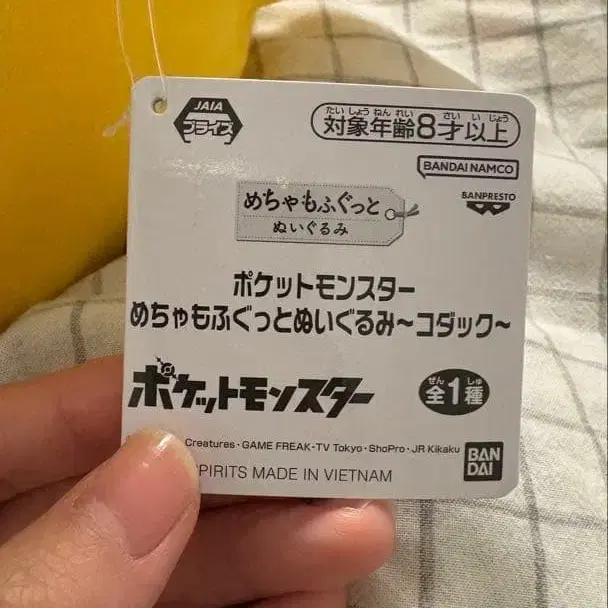 JAIA
プライズ
たいしょうねんれい さい いじょう
対象年齢8才以上
BANDAI NAMCO
BANPRESTO
めちゃもふぐっと
ぬいぐるみ
ポケットモンスター
めちゃもふぐっとぬいぐるみ～コダック～
ポケットモンスター
ぜん しゅ
全1種
Creatures・GAME FREAK・TV Tokyo・ShoPro・JR Kikaku
SPIRITS MADE IN VIETNAM
BAN
DAI